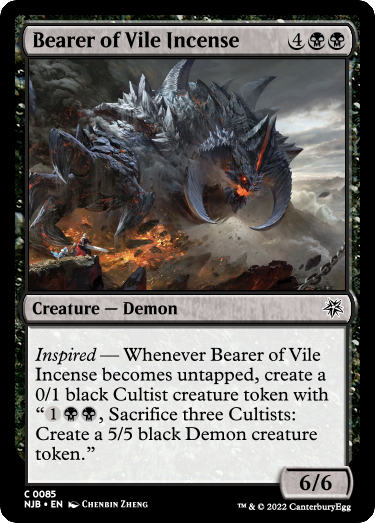 Bearer of Vile Incense 4
Creature — Demon
Inspired — Whenever Bearer of Vile
Incense becomes untapped, create a
0/1 black Cultist creature token with
“1, Sacrifice three Cultists:
Create a 5/5 black Demon creature
token.”
6/6
C 0085
NJB • EN Chenbin Zheng
™ & © 2022 CanterburyEgg